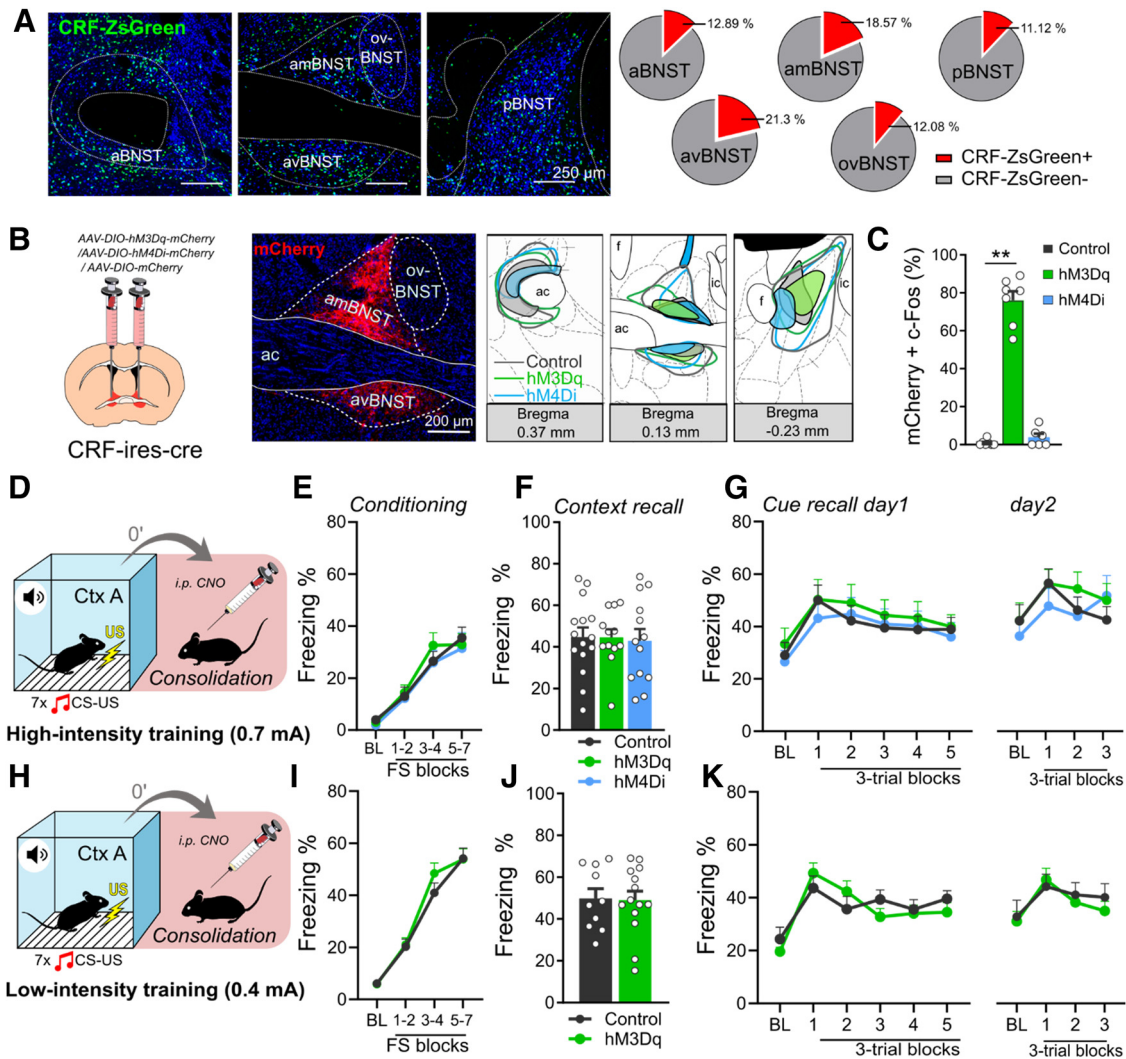 A
CRF-ZsGreen
aBNST
amBNST
ov-
BNST
avBNST
pBNST
250 µm
12.89 %
aBNST
18.57 %
amBNST
11.12 %
pBNST
21.3 %
avBNST
12.08 %
ovBNST
CRF-ZsGreen+
CRF-ZsGreen-
B
AAV-DIO-hM3Dq-mCherry
/AAV-DIO-hM4Di-mCherry
/ AAV-DIO-mCherry
CRF-ires-cre
mCherry
ov-
BNST
amBNST
ac
avBNST
200 µm
ac
Control
hM3Dq
hM4Di
Bregma
0.37 mm
f
ic
ac
Bregma
0.13 mm
f
ic
Bregma
-0.23 mm
C
mCherry + c-Fos (%)
100
80
60
40
20
0
**
Control
hM3Dq
hM4Di
D
0'
Ctx A
US
i.p. CNO
Consolidation
7x CS-US
High-intensity training (0.7 mA)
E
Conditioning
Freezing %
80
60
40
20
0
BL 1-2 3-4 5-7
FS blocks
F
Context recall
Freezing %
100
80
60
40
20
0
Control
hM3Dq
hM4Di
G
Cue recall day1
day2
Freezing %
80
60
40
20
0
BL 1 2 3 4 5
3-trial blocks
BL 1 2 3
3-trial blocks
H
0'
Ctx A
US
i.p. CNO
Consolidation
7x CS-US
Low-intensity training (0.4 mA)
I
Freezing %
80
60
40
20
0
BL 1-2 3-4 5-7
FS blocks
J
Freezing %
100
80
60
40
20
0
Control
hM3Dq
K
Freezing %
80
60
40
20
0
BL 1 2 3 4 5
3-trial blocks
BL 1 2 3
3-trial blocks